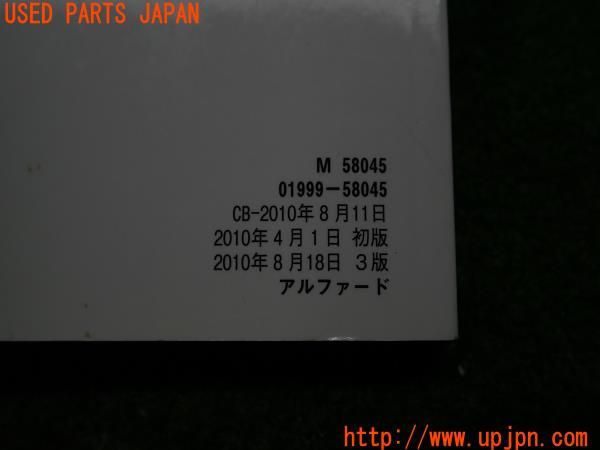 USED PARTS JAPAN
M 58045
01999-58045
CB-2010年8月11日
2010年4月1日 初版
2010年8月18日 3版
アルファード
http://www.upjpn.com